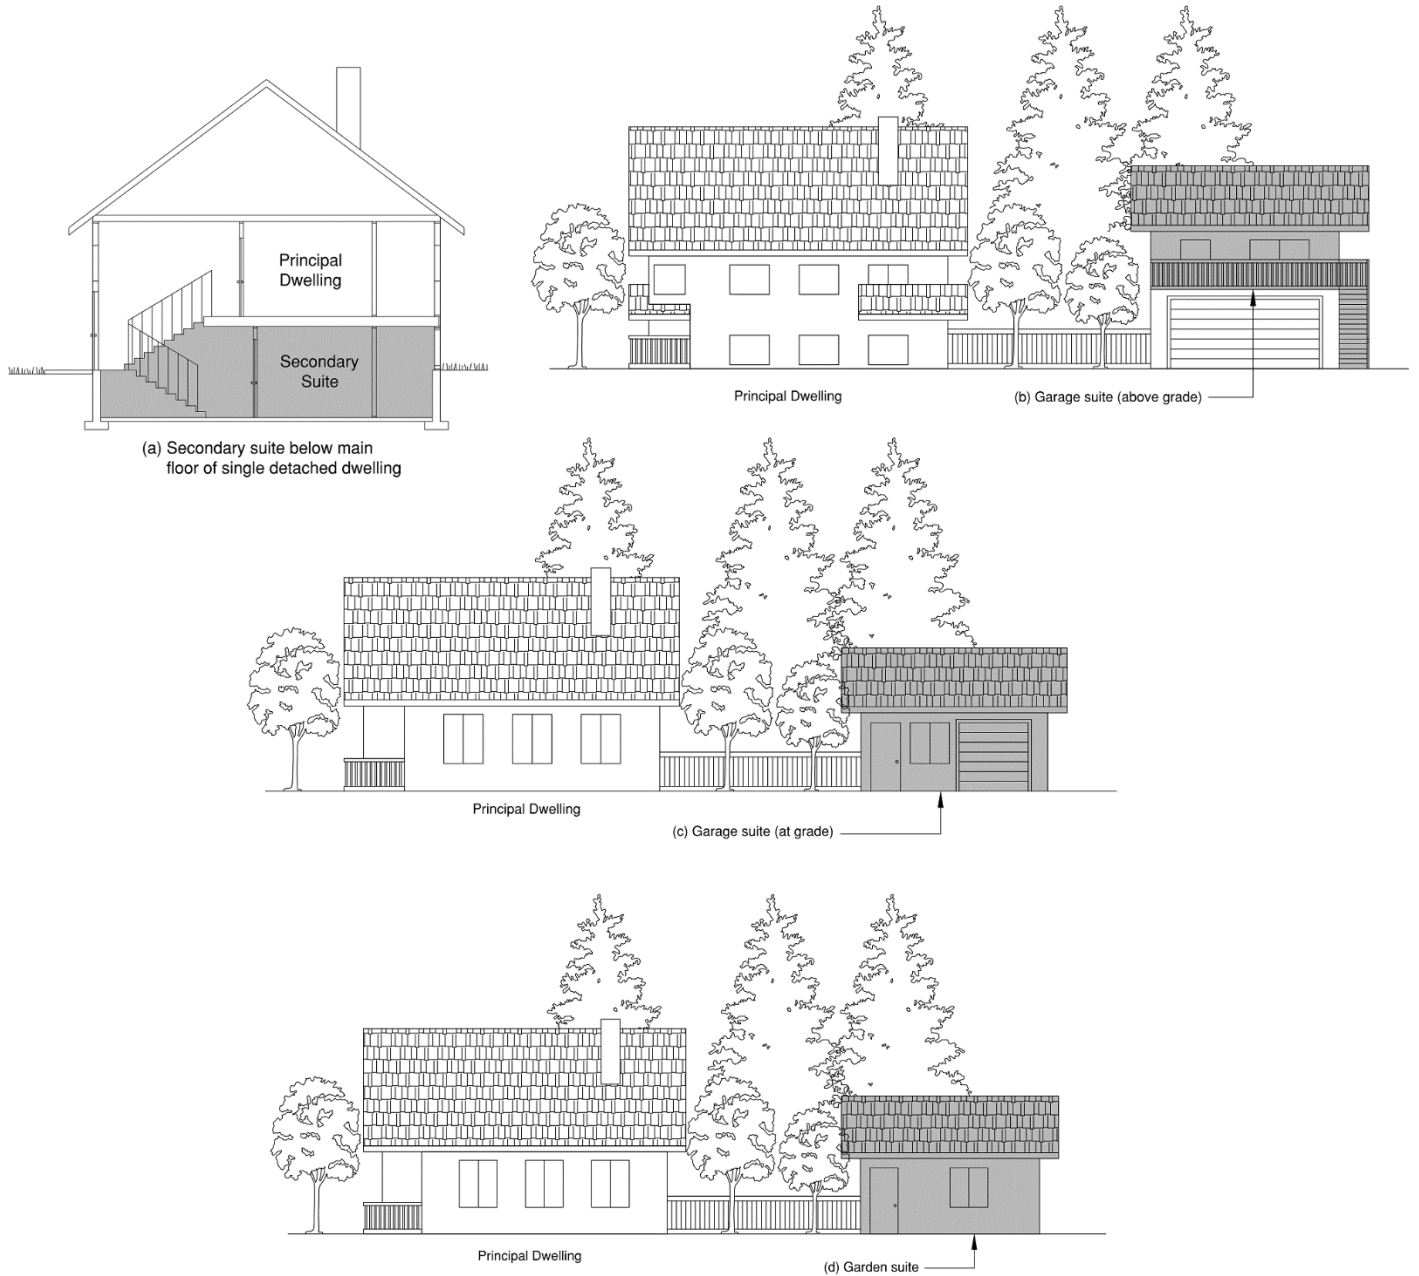 Principal
Dwelling
Secondary
Suite
(a) Secondary suite below main
floor of single detached dwelling
Principal Dwelling
(b) Garage suite (above grade)
Principal Dwelling
(c) Garage suite (at grade)
Principal Dwelling
(d) Garden suite